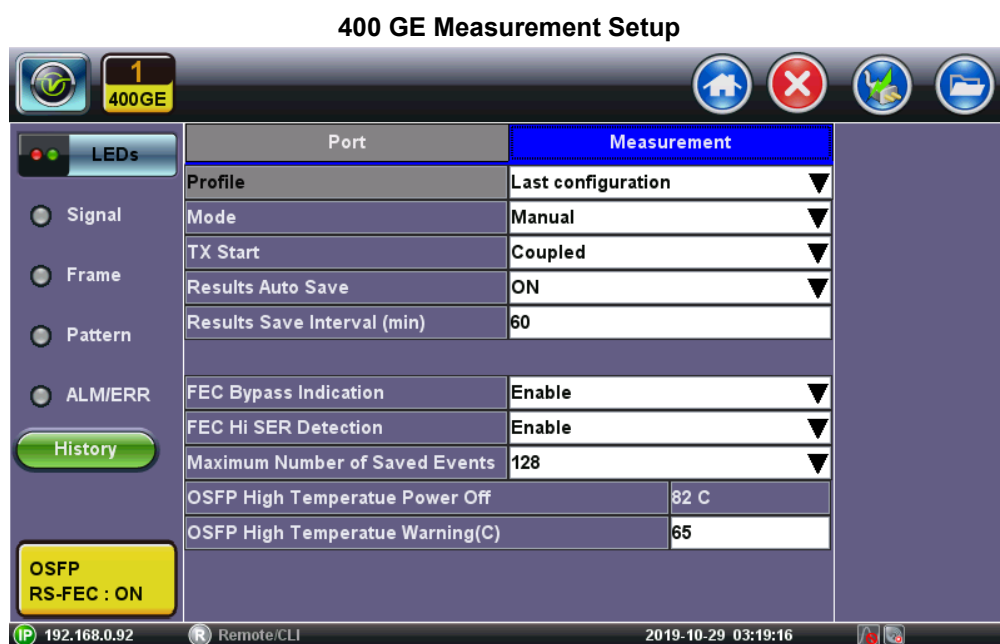 400 GE Measurement Setup
1
400GE
LEDs
Port Measurement
Profile Last configuration
Signal
Mode Manual
TX Start Coupled
Frame
Results Auto Save ON
Results Save Interval (min) 60
Pattern
ALM/ERR
FEC Bypass Indication Enable
FEC Hi SER Detection Enable
History
Maximum Number of Saved Events 128
OSFP High Temperatue Power Off 82 C
OSFP High Temperatue Warning(C) 65
OSFP
RS-FEC : ON
IP 192.168.0.92 R Remote/CLI 2019-10-29 03:19:16